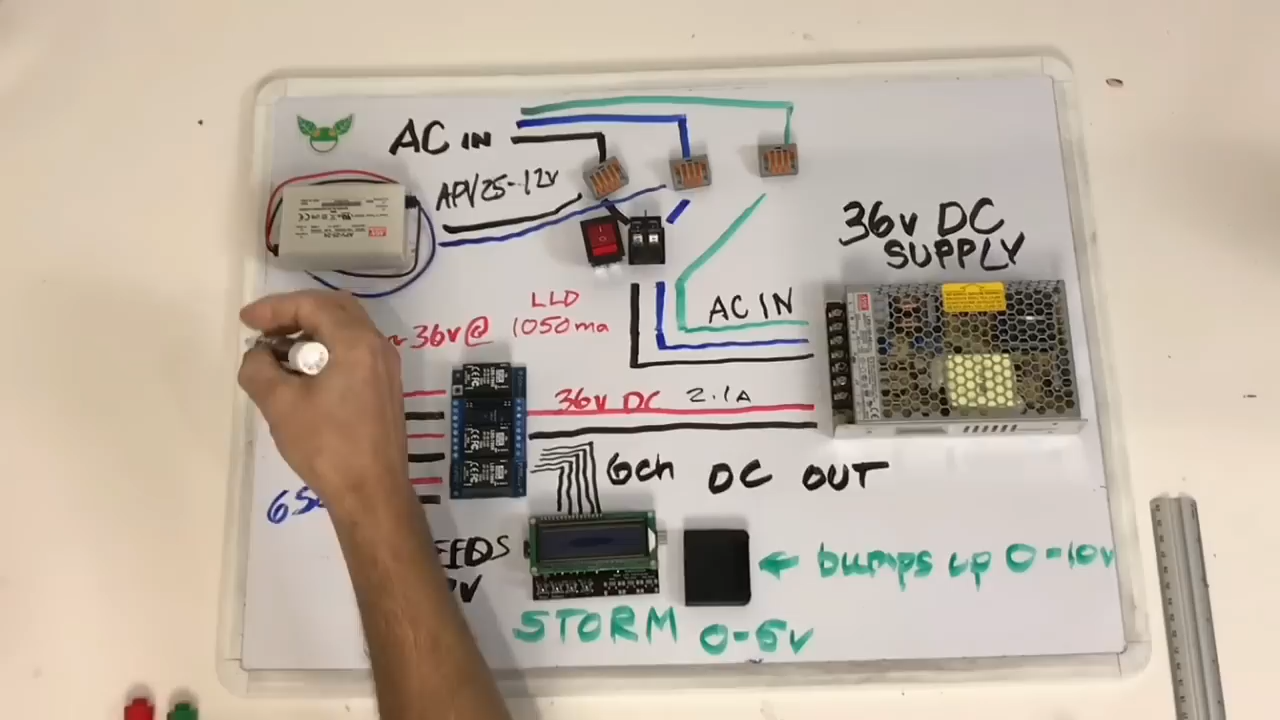 AC IN
APV25-12V
36V DC
SUPPLY
LLD
36V @ 1050ma
AC IN
36V DC 2.1A
6ch
DC OUT
bumps up 0-10v
STORM
0-5v